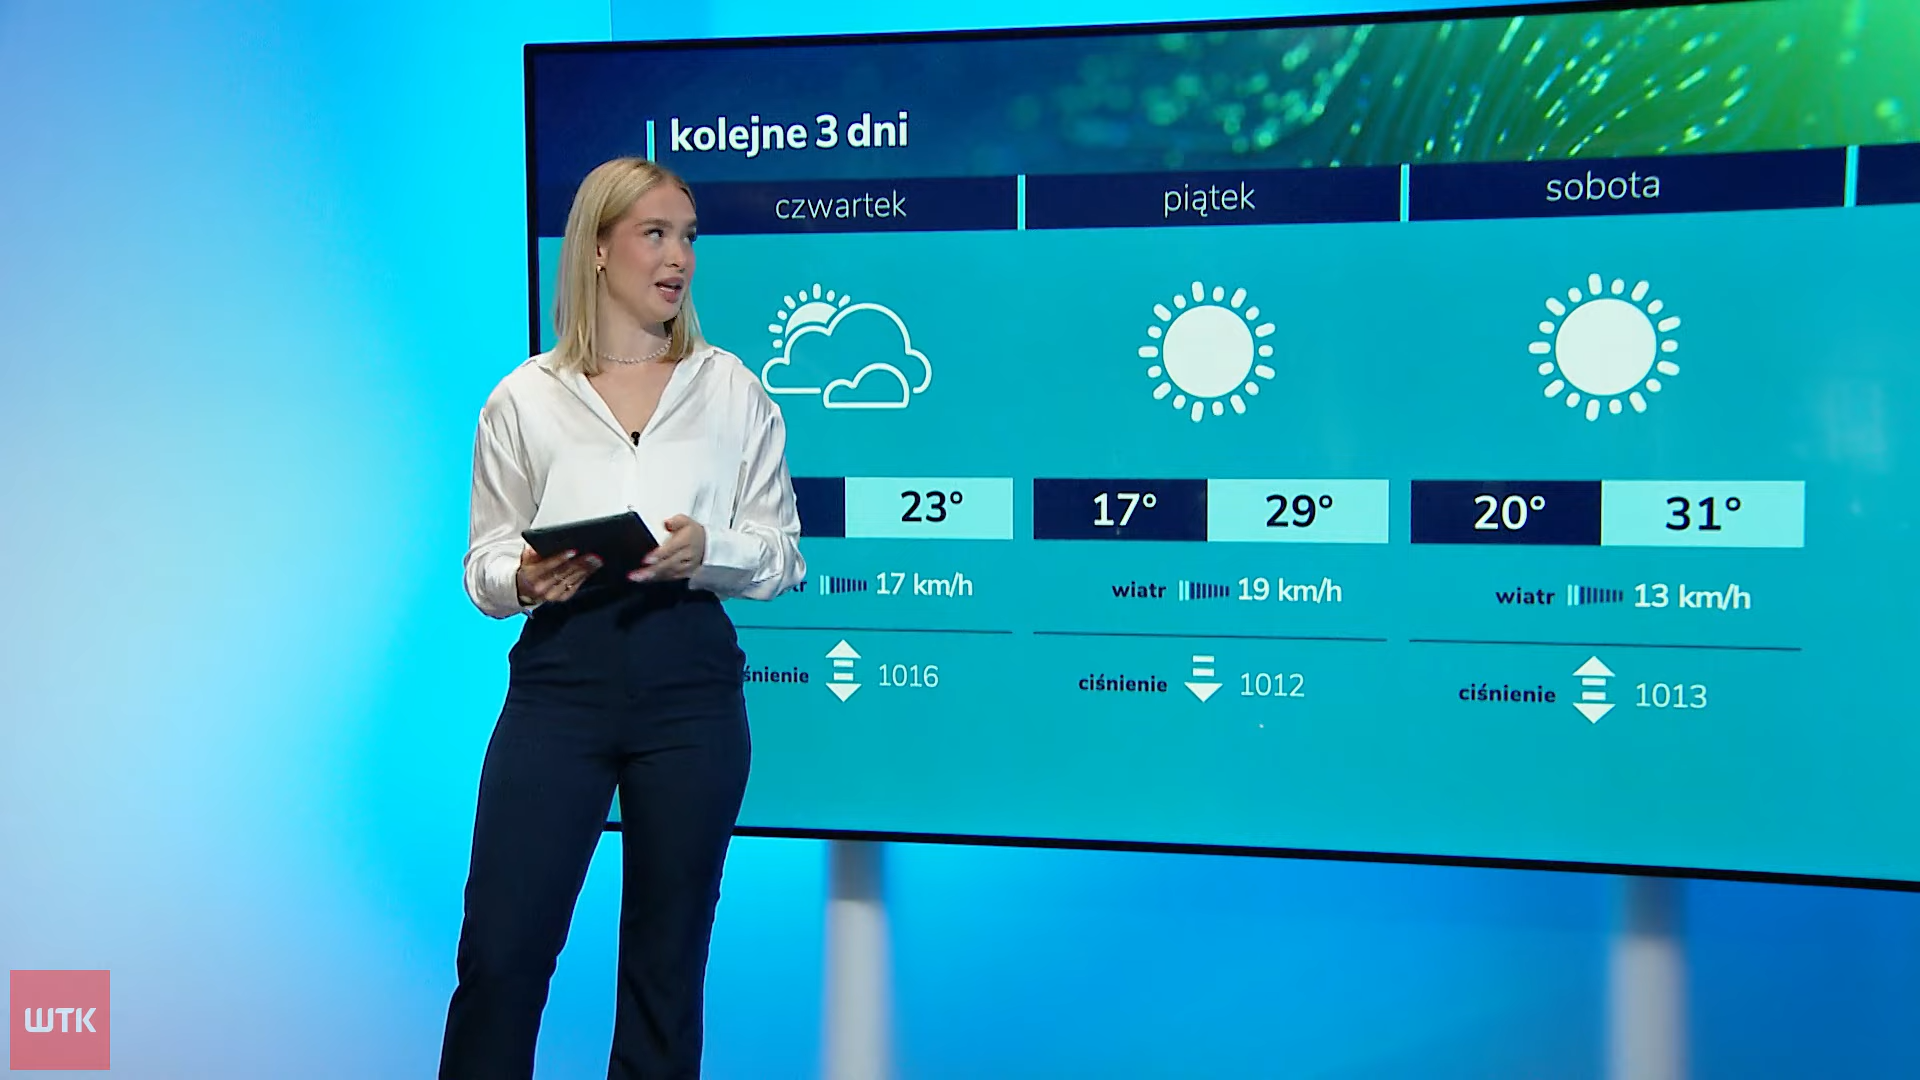 kolejne 3 dni
czwartek piątek sobota
23° 17° 29° 20° 31°
17 km/h wiatr 19 km/h wiatr 13 km/h
1016 ciśnienie 1012 ciśnienie 1013
WTK